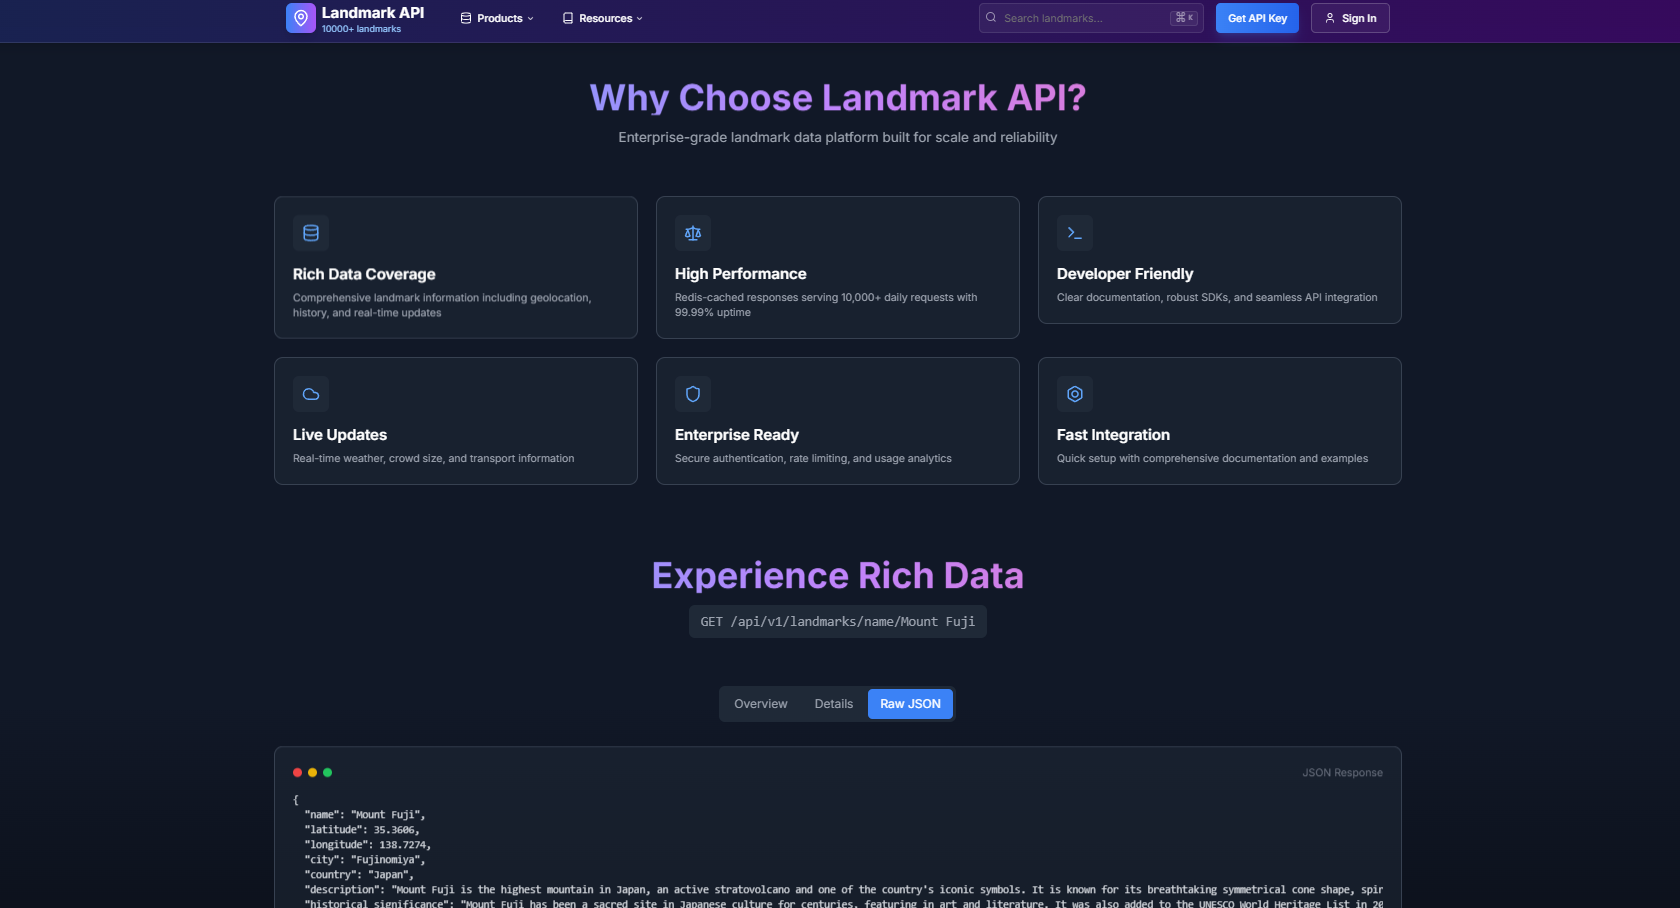 Landmark API
10000+ landmarks
Products
Resources
Search landmarks...
⌘ K
Get API Key
Sign In
Why Choose Landmark API?
Enterprise-grade landmark data platform built for scale and reliability
Rich Data Coverage
Comprehensive landmark information including geolocation,
history, and real-time updates
High Performance
Redis-cached responses serving 10,000+ daily requests with
99.99% uptime
Developer Friendly
Clear documentation, robust SDKs, and seamless API integration
Live Updates
Real-time weather, crowd size, and transport information
Enterprise Ready
Secure authentication, rate limiting, and usage analytics
Fast Integration
Quick setup with comprehensive documentation and examples
Experience Rich Data
GET /api/v1/landmarks/name/Mount Fuji
Overview
Details
Raw JSON
JSON Response
{
"name": "Mount Fuji",
"latitude": 35.3606,
"longitude": 138.7274,
"city": "Fujinomiya",
"country": "Japan",
"description": "Mount Fuji is the highest mountain in Japan, an active stratovolcano and one of the country's iconic symbols. It is known for its breathtaking symmetrical cone shape, spir
"historical_significance": "Mount Fuji has been a sacred site in Japanese culture for centuries, featuring in art and literature. It was also added to the UNESCO World Heritage List in 20